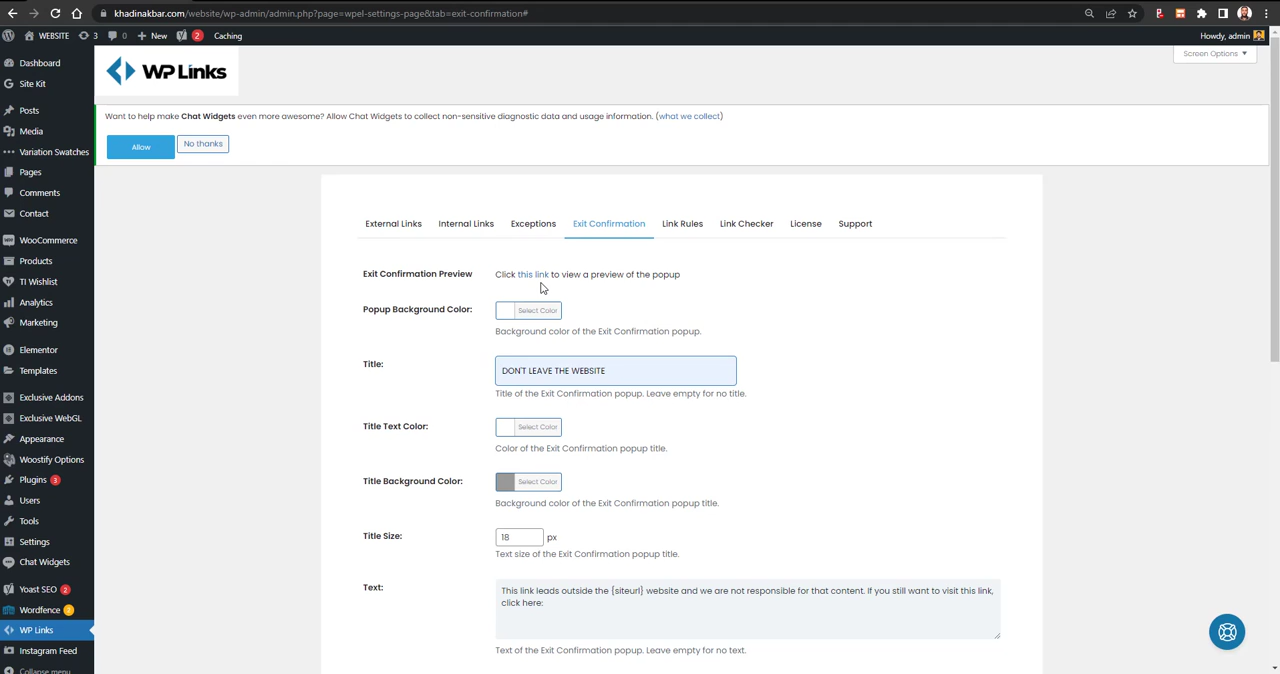 khadinakbar.com/website/wp-admin/admin.php?page=wpel-settings-page&tab=exit-confirmation#
WEBSITE 3 0 + New 2 Caching Howdy, admin
Screen Options ▼
WP Links
Want to help make Chat Widgets even more awesome? Allow Chat Widgets to collect non-sensitive diagnostic data and usage information. (what we collect)
Allow No thanks
Dashboard
Site Kit
Posts
Media
Variation Swatches
Pages
Comments
Contact
WooCommerce
Products
TI Wishlist
Analytics
Marketing
Elementor
Templates
Exclusive Addons
Exclusive WebGL
Appearance
Woostify Options
Plugins 3
Users
Tools
Settings
Chat Widgets
Yoast SEO 2
Wordfence 2
WP Links
Instagram Feed
Collapse menu
External Links Internal Links Exceptions Exit Confirmation Link Rules Link Checker License Support
Exit Confirmation Preview Click this link to view a preview of the popup
Popup Background Color: Select Color
Background color of the Exit Confirmation popup.
Title: DON'T LEAVE THE WEBSITE
Title of the Exit Confirmation popup. Leave empty for no title.
Title Text Color: Select Color
Color of the Exit Confirmation popup title.
Title Background Color: Select Color
Background color of the Exit Confirmation popup title.
Title Size: 18 px
Text size of the Exit Confirmation popup title.
Text: This link leads outside the {siteurl} website and we are not responsible for that content. If you still want to visit this link,
click here:
Text of the Exit Confirmation popup. Leave empty for no text.